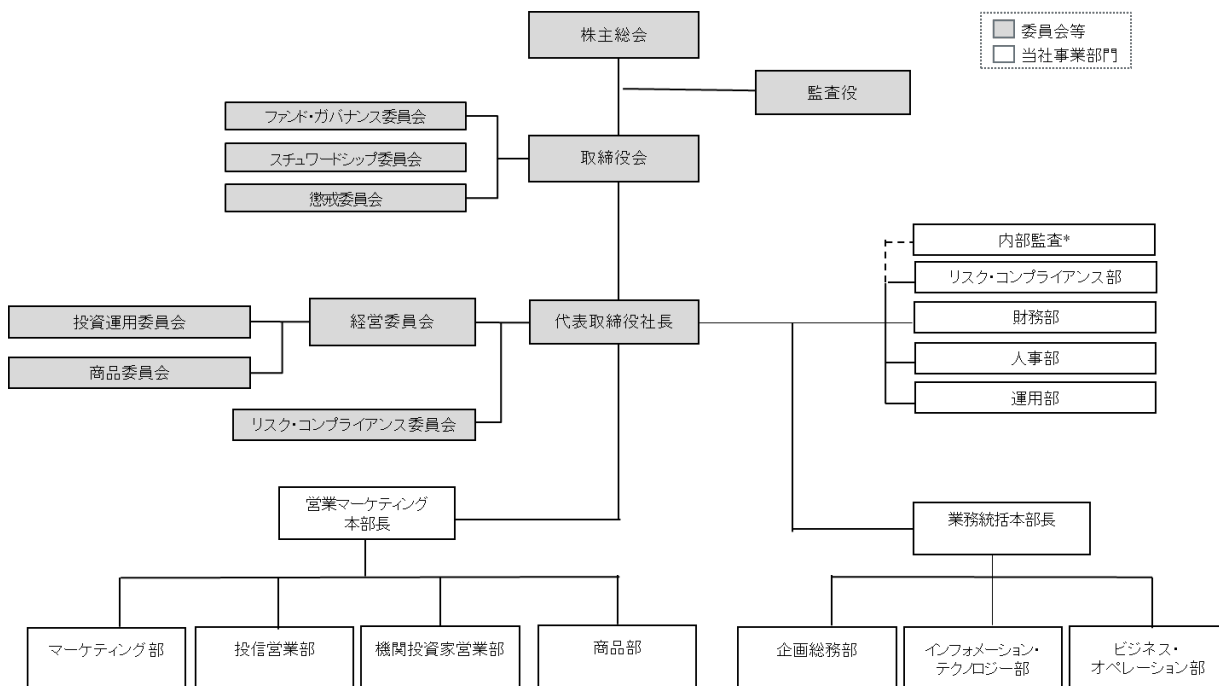 株主総会
委員会等
当社事業部門
監査役
ファンド・ガバナンス委員会
スチュワードシップ委員会
懲戒委員会
取締役会
内部監査*
リスク・コンプライアンス部
財務部
人事部
運用部
投資運用委員会
商品委員会
経営委員会
代表取締役社長
リスク・コンプライアンス委員会
営業マーケティング
本部長
業務統括本部長
マーケティング部
投信営業部
機関投資家営業部
商品部
企画総務部
インフォメーション・
テクノロジー部
ビジネス・
オペレーション部